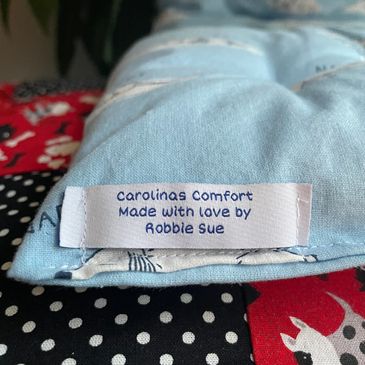 Carolinas Comfort
Made with love by
Robbie Sue